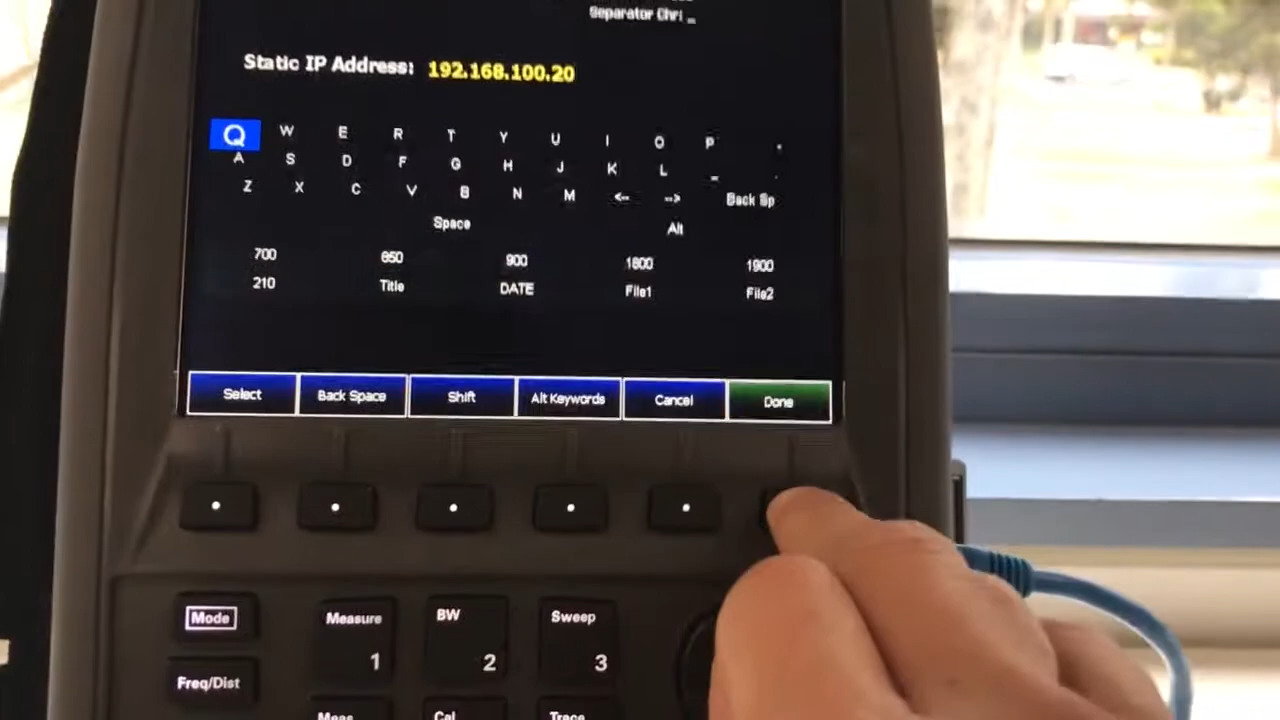 Separator Chr:
Static IP Address: 192.168.100.20
Q W E R T Y U I O P .
A S D F G H J K L _
Z X C V B N M <-- --> Back Sp
Space Alt
700 850 900 1800 1900
210 Title DATE File1 File2
Select Back Space Shift Alt Keywords Cancel Done
Mode Measure 1 BW 2 Sweep 3
Freq/Dist
Meas Cal Trace